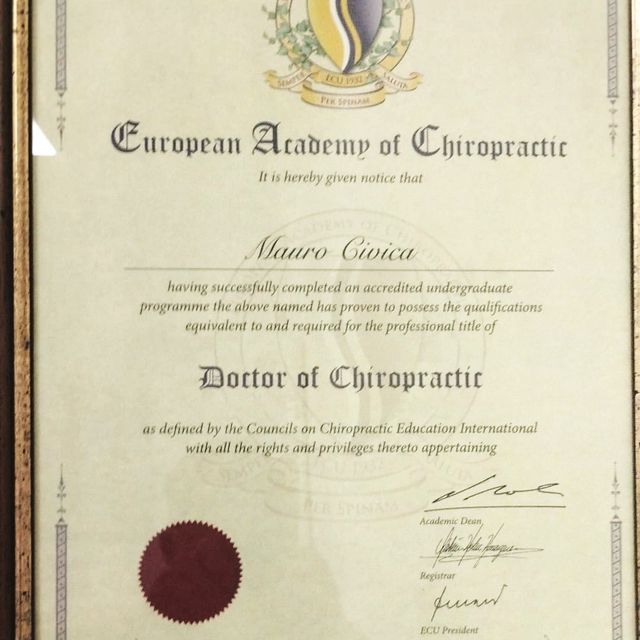 SEMPER ECU 1932 SALUTA
PER SPINAM
European Academy of Chiropractic
It is hereby given notice that
Mauro Civica
having successfully completed an accredited undergraduate
programme the above named has proven to possess the qualifications
equivalent to and required for the professional title of
Doctor of Chiropractic
as defined by the Councils on Chiropractic Education International
with all the rights and privileges thereto appertaining
PER SPINAM
Academic Dean
Registrar
ECU President